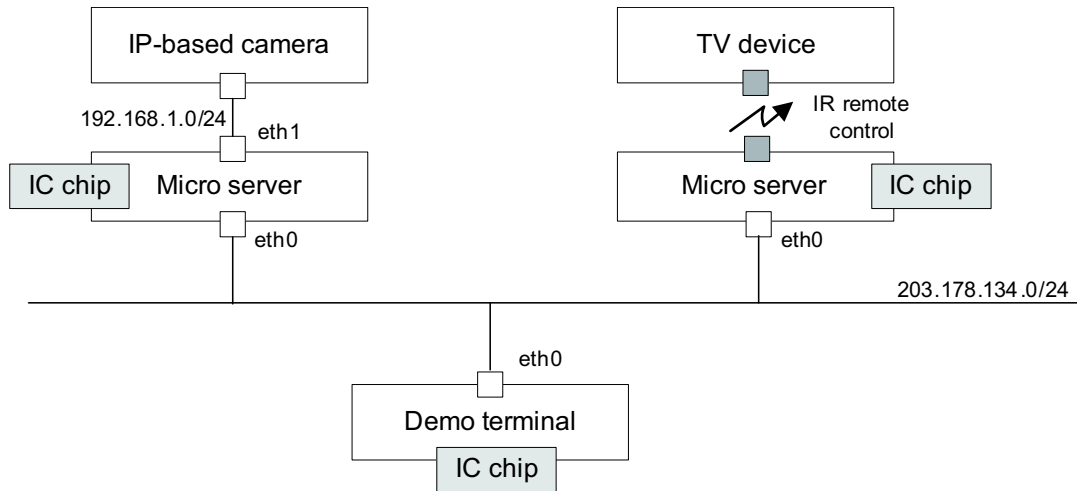 IP-based camera
TV device
192.168.1.0/24
eth1
IR remote
control
IC chip
Micro server
Micro server
IC chip
eth0
eth0
203.178.134.0/24
eth0
Demo terminal
IC chip